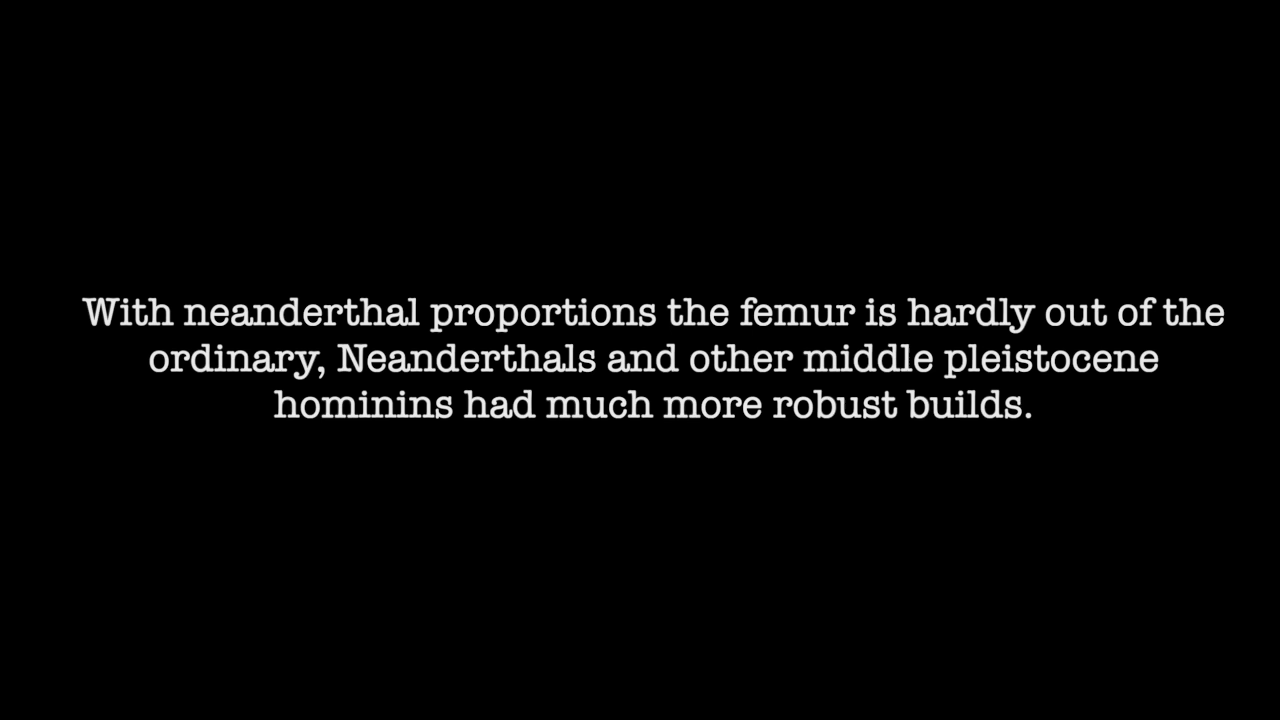 With neanderthal proportions the femur is hardly out of the
ordinary, Neanderthals and other middle pleistocene
hominins had much more robust builds.